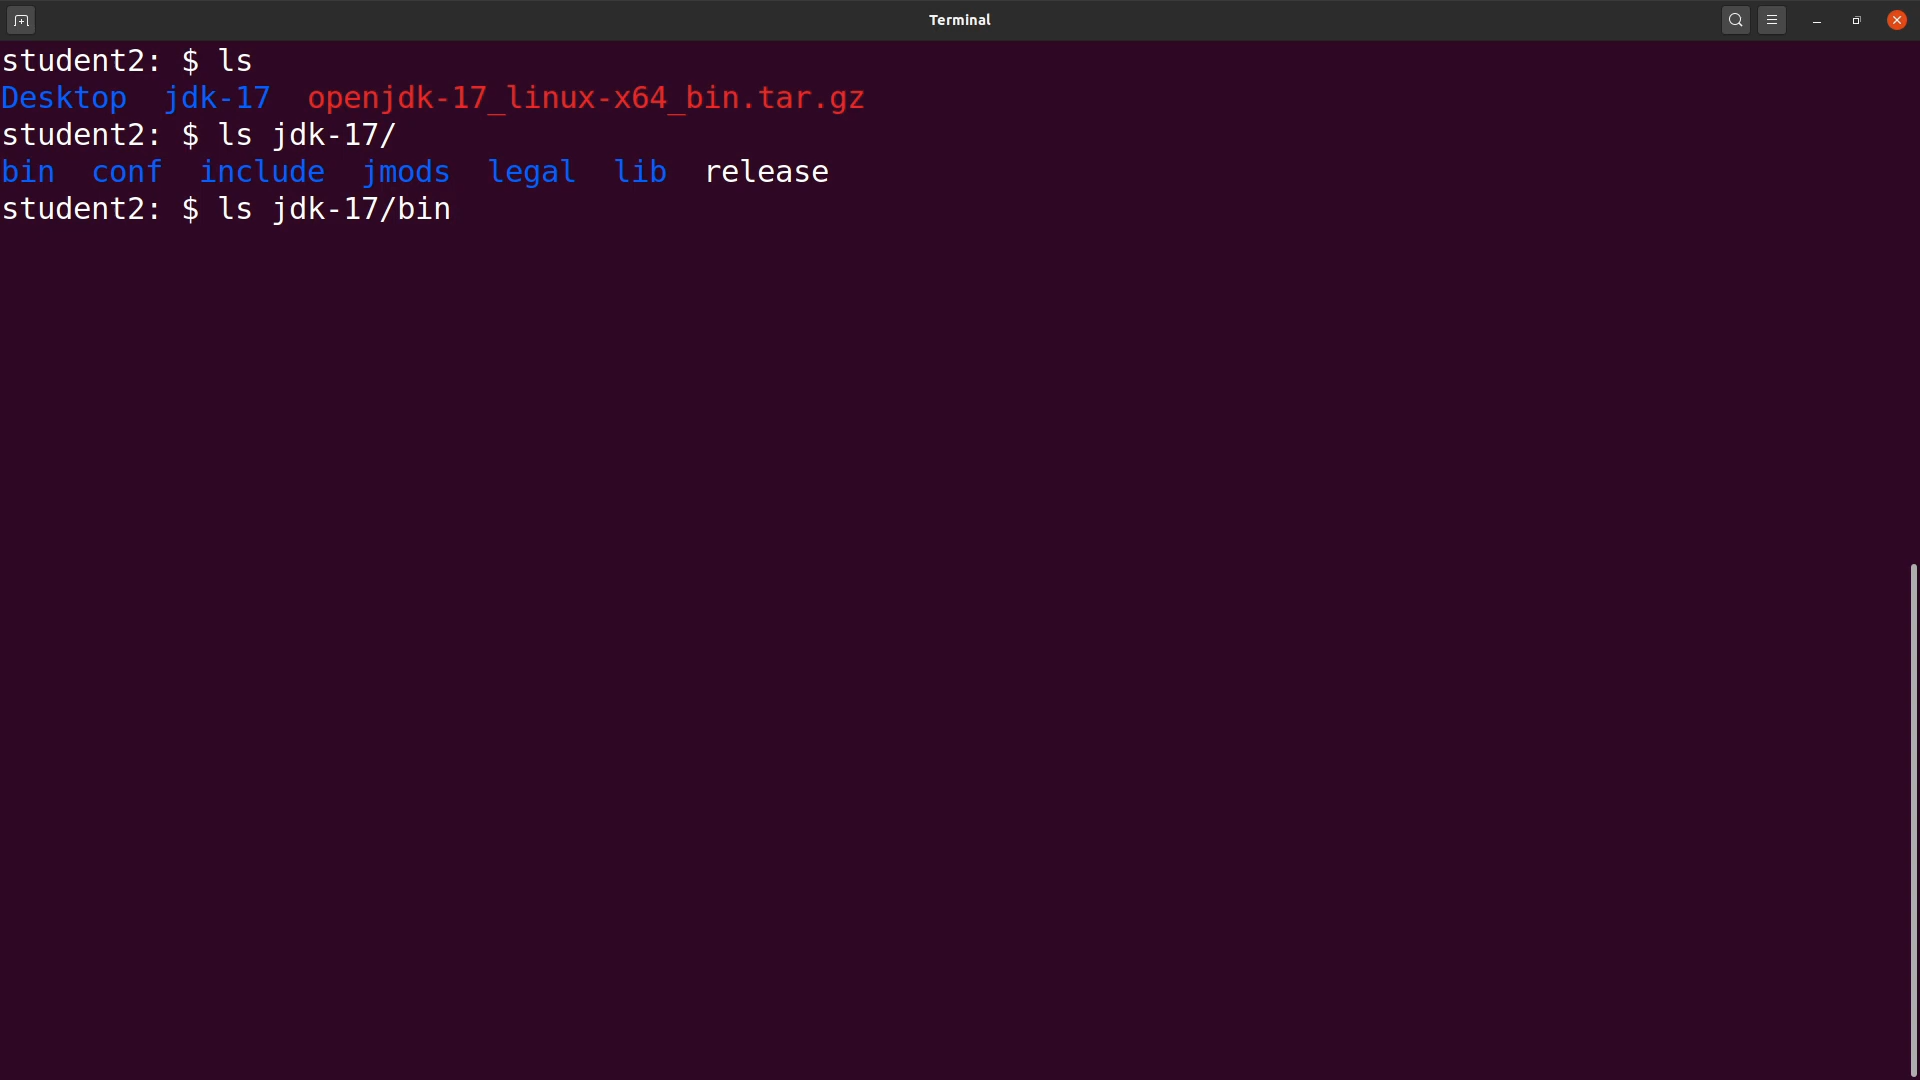 Terminal
student2: $ ls
Desktop  jdk-17  openjdk-17_linux-x64_bin.tar.gz
student2: $ ls jdk-17/
bin  conf  include  jmods  legal  lib  release
student2: $ ls jdk-17/bin